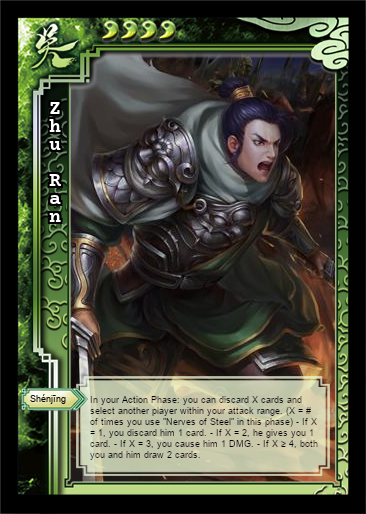 吴
Zhu Ran
Shénjīng
In your Action Phase: you can discard X cards and
select another player within your attack range. (X = #
of times you use "Nerves of Steel" in this phase) - If X
= 1, you discard him 1 card. - If X = 2, he gives you 1
card. - If X = 3, you cause him 1 DMG. - If X ≥ 4, both
you and him draw 2 cards.